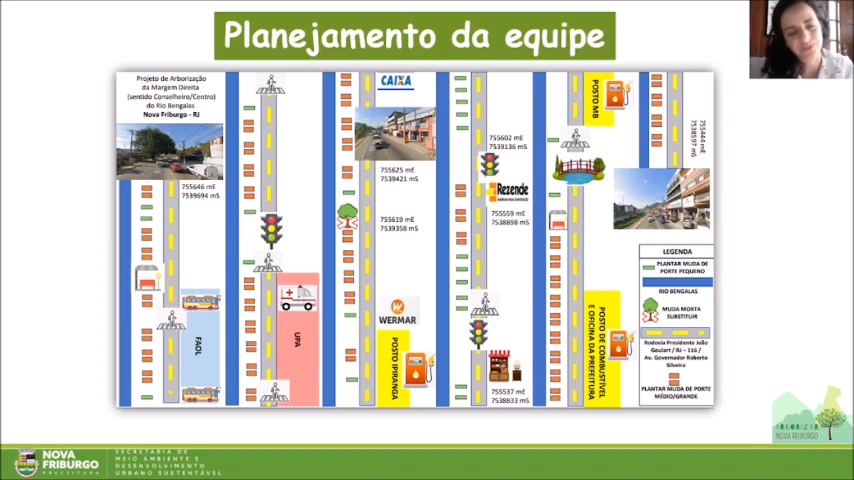 Planejamento da equipe
Projeto de Arborização
da Margem Direita
(sentido Conselheiro/Centro)
do Rio Bengalas
Nova Friburgo - RJ
755646 mE
7539694 mS
FAOL
UPA
CAIXA
755625 mE
7539421 mS
755619 mE
7539358 mS
WERMAR
POSTO IPIRANGA
755602 mE
7539136 mS
Rezende
755559 mE
7538898 mS
755537 mE
7538833 mS
POSTO MB
POSTO DE COMBUSTÍVEL
E OFICINA DA PREFEITURA
755444 mE
7538597 mS
LEGENDA
PLANTAR MUDA DE
PORTE PEQUENO
RIO BENGALAS
MUDA MORTA
SUBSTITUIR
Rodovia Presidente João
Goulart / RJ – 116 /
Av. Governador Roberto
Silveira
PLANTAR MUDA DE PORTE
MÉDIO/GRANDE
ARBORIZAR
NOVA FRIBURGO
NOVA
FRIBURGO
PREFEITURA
SECRETARIA DE
MEIO AMBIENTE E
DESENVOLVIMENTO
URBANO SUSTENTÁVEL